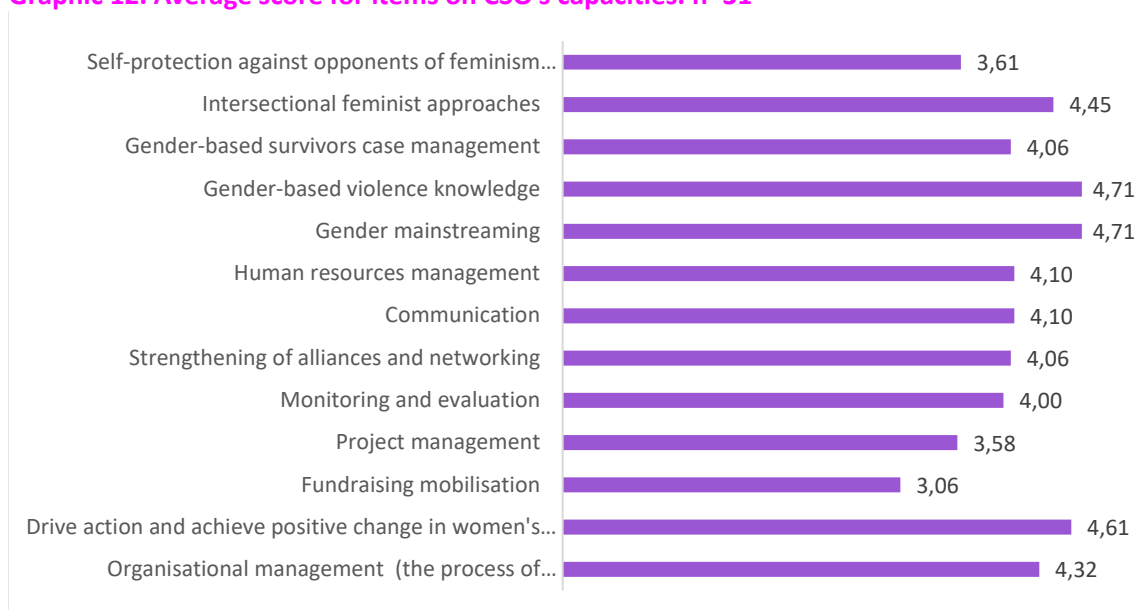 Self-protection against opponents of feminism… 3,61
Intersectional feminist approaches 4,45
Gender-based survivors case management 4,06
Gender-based violence knowledge 4,71
Gender mainstreaming 4,71
Human resources management 4,10
Communication 4,10
Strengthening of alliances and networking 4,06
Monitoring and evaluation 4,00
Project management 3,58
Fundraising mobilisation 3,06
Drive action and achieve positive change in women's… 4,61
Organisational management (the process of… 4,32